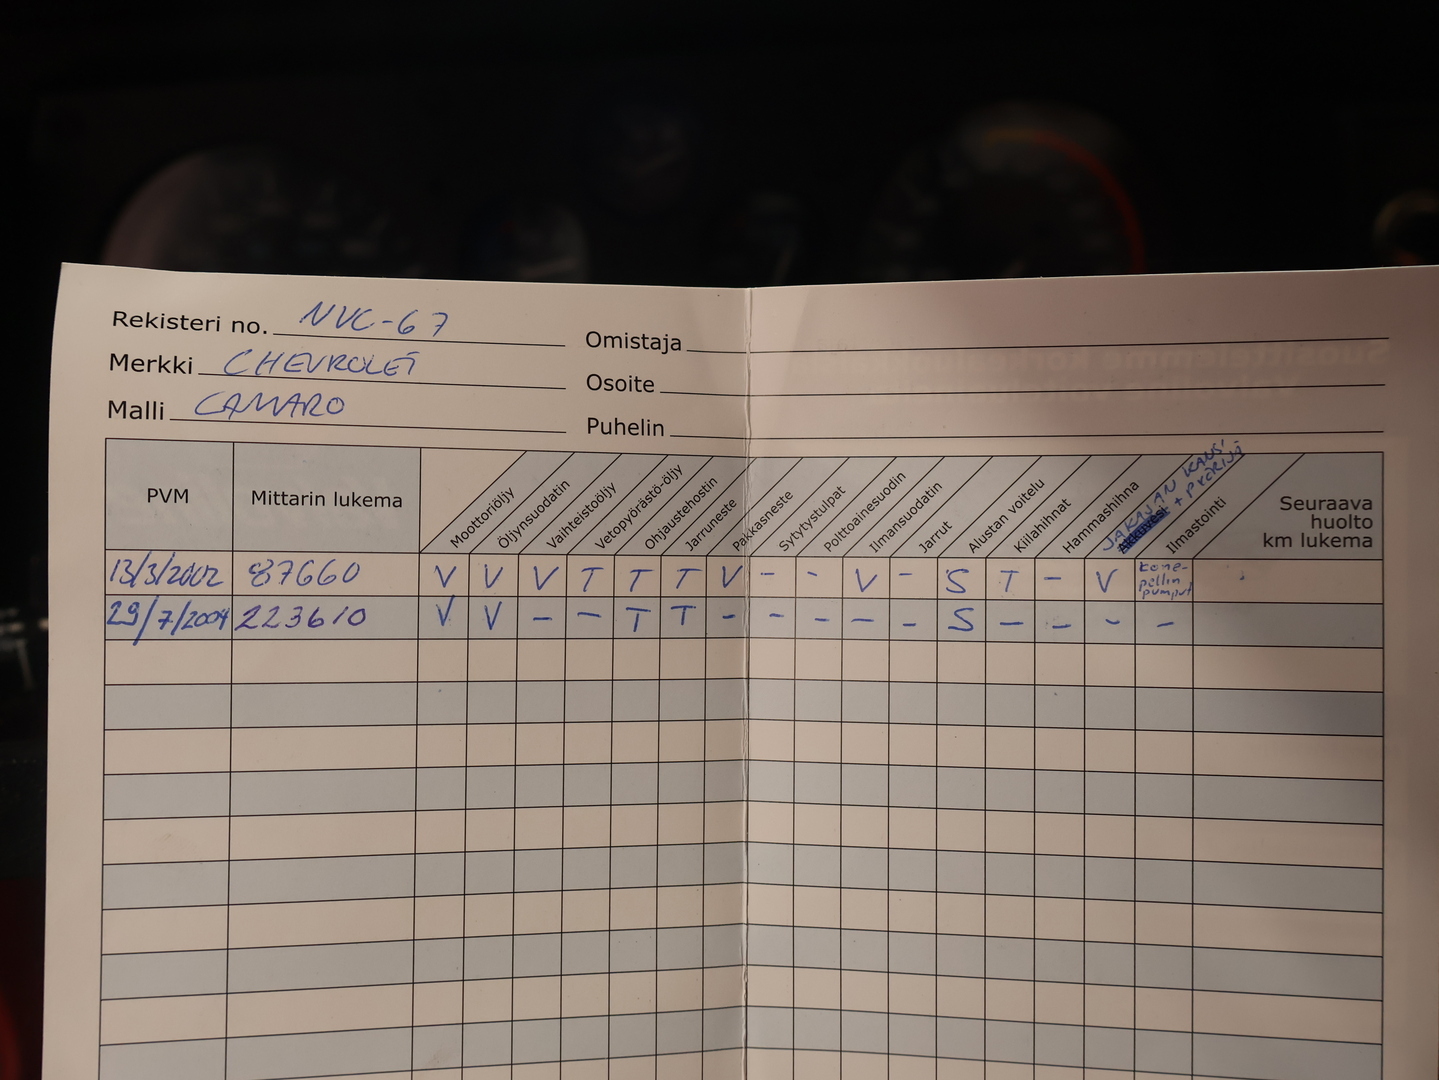 Rekisteri no. NVC-67
Merkki CHEVROLET
Malli CAMARO
Omistaja
Osoite
Puhelin
PVM
Mittarin lukema
Moottoriöljy
Öljynsuodatin
Vaihteistoöljy
Vetopyörästö-öljy
Ohjaustehostin
Jarruneste
Pakkasneste
Sytytystulpat
Polttoainesuodin
Ilmansuodatin
Jarrut
Alustan voitelu
Kiilahihnat
Hammashihna
JAKAJAN KANSI
Akkuvesi + PYÖRIJÄ
Ilmastointi
Seuraava
huolto
km lukema
13/3/2002 87660 V V V T T T V - - V - S T - V kone-
pellin
pumput
29/7/2004 223610 V V - - T T - - - - - S - - - -